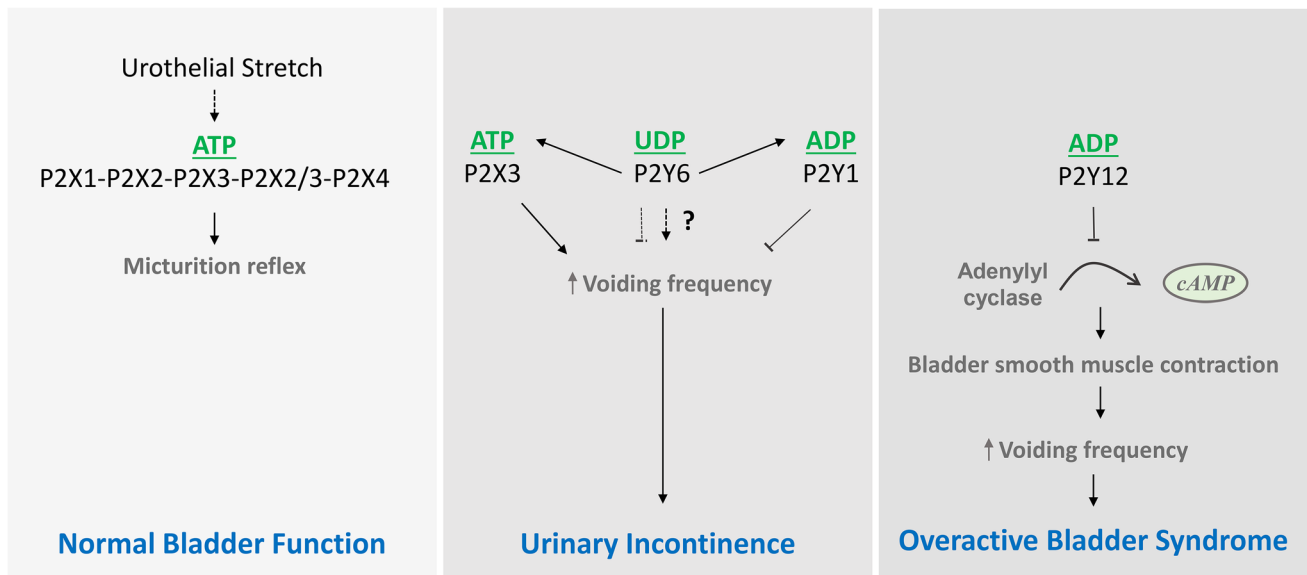 Urothelial Stretch
ATP
P2X1-P2X2-P2X3-P2X2/3-P2X4
Micturition reflex
Normal Bladder Function
ATP UDP ADP
P2X3 P2Y6 P2Y1
?
↑ Voiding frequency
Urinary Incontinence
ADP
P2Y12
Adenylyl
cyclase
cAMP
Bladder smooth muscle contraction
↑ Voiding frequency
Overactive Bladder Syndrome